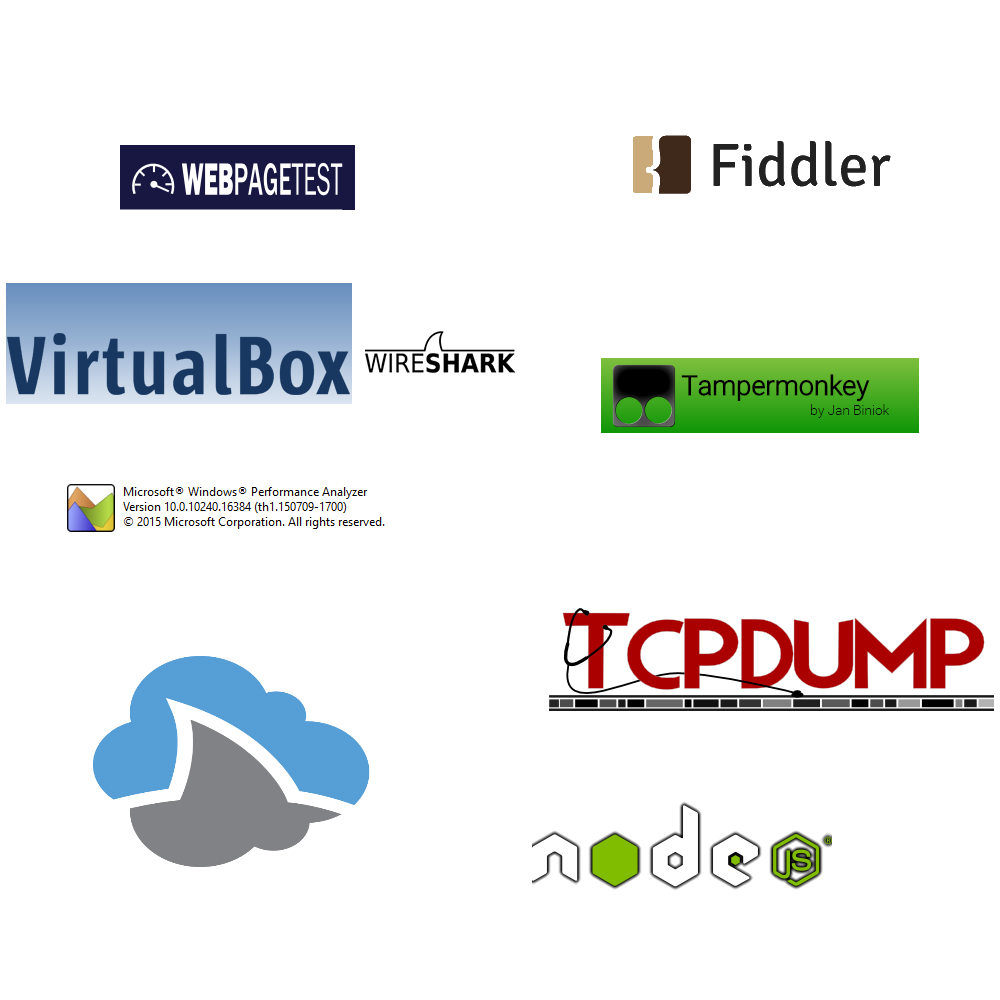 WEBPAGETEST
Fiddler
VirtualBox
WIRESHARK
Tampermonkey
by Jan Biniok
Microsoft® Windows® Performance Analyzer
Version 10.0.10240.16384 (th1.150709-1700)
© 2015 Microsoft Corporation. All rights reserved.
TCPDUMP
node JS®